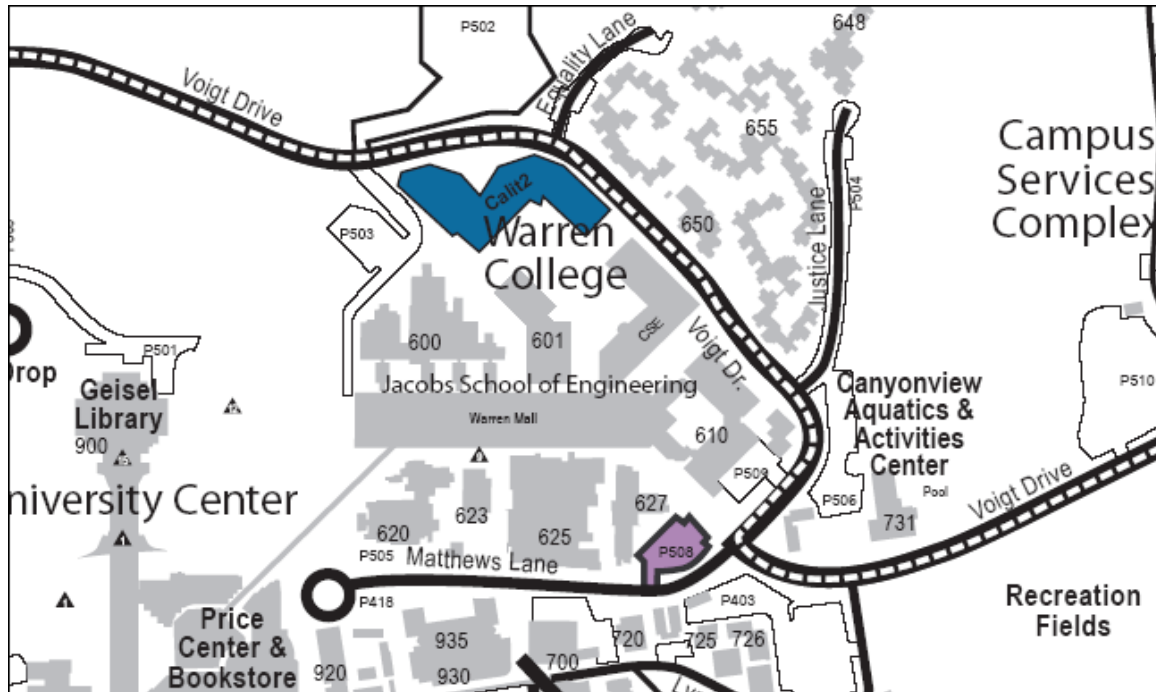 P502
Equality Lane
648
Voigt Drive
655
Campus
Services
Complex
P504
Calit2
P503
Warren
College
650
Justice Lane
600
601
CSE
Voigt Dr.
P501
Drop
Geisel
Library
900
Jacobs School of Engineering
Warren Mall
610
Canyonview
Aquatics &
Activities
Center
P510
P509
P506
Pool
731
Voigt Drive
niversity Center
620
623
625
627
P505
Matthews Lane
P508
P418
P403
Recreation
Fields
Price
Center &
Bookstore
920
935
930
700
720
725
726
Ly